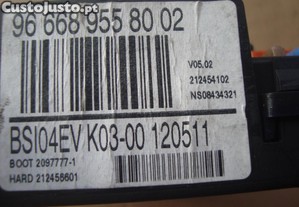 CustoJusto.pt
96 668 955 80 02
V05.02
212454102
NS08434321
BSI04EV K03-00 120511
BOOT 2097777-1
HARD 212458601